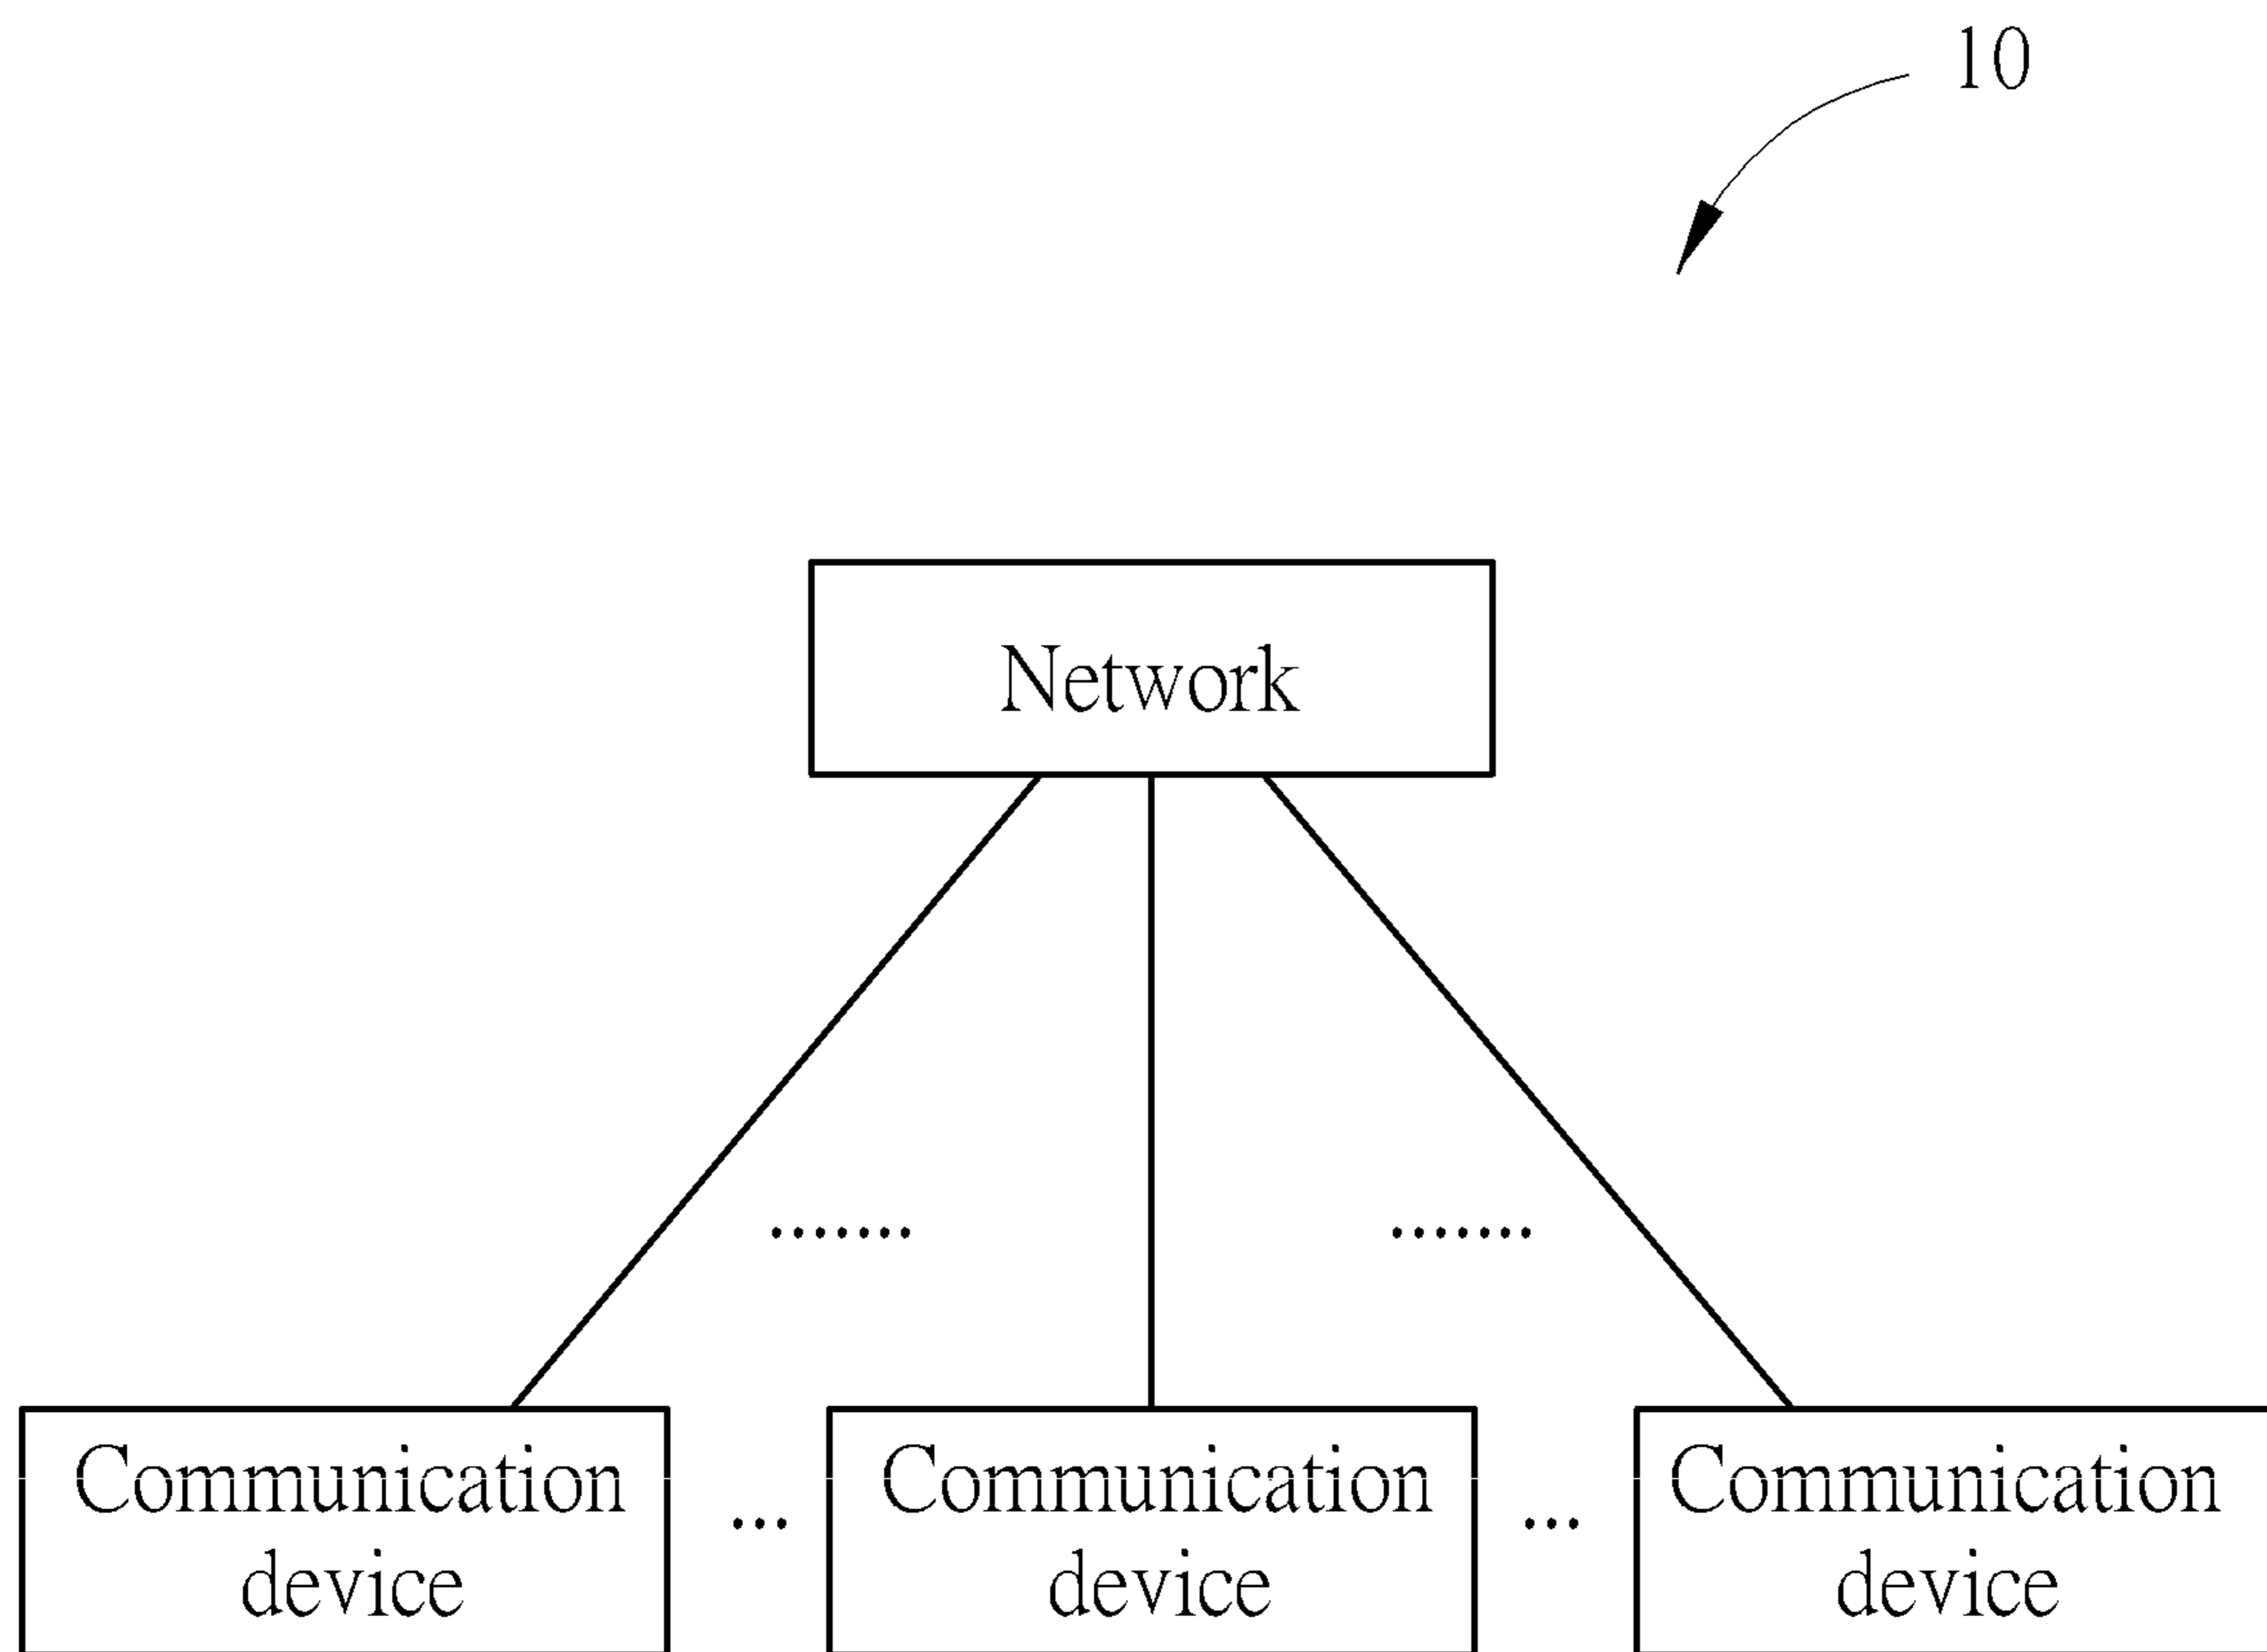 10
Network
Communication
device
Communication
device
Communication
device